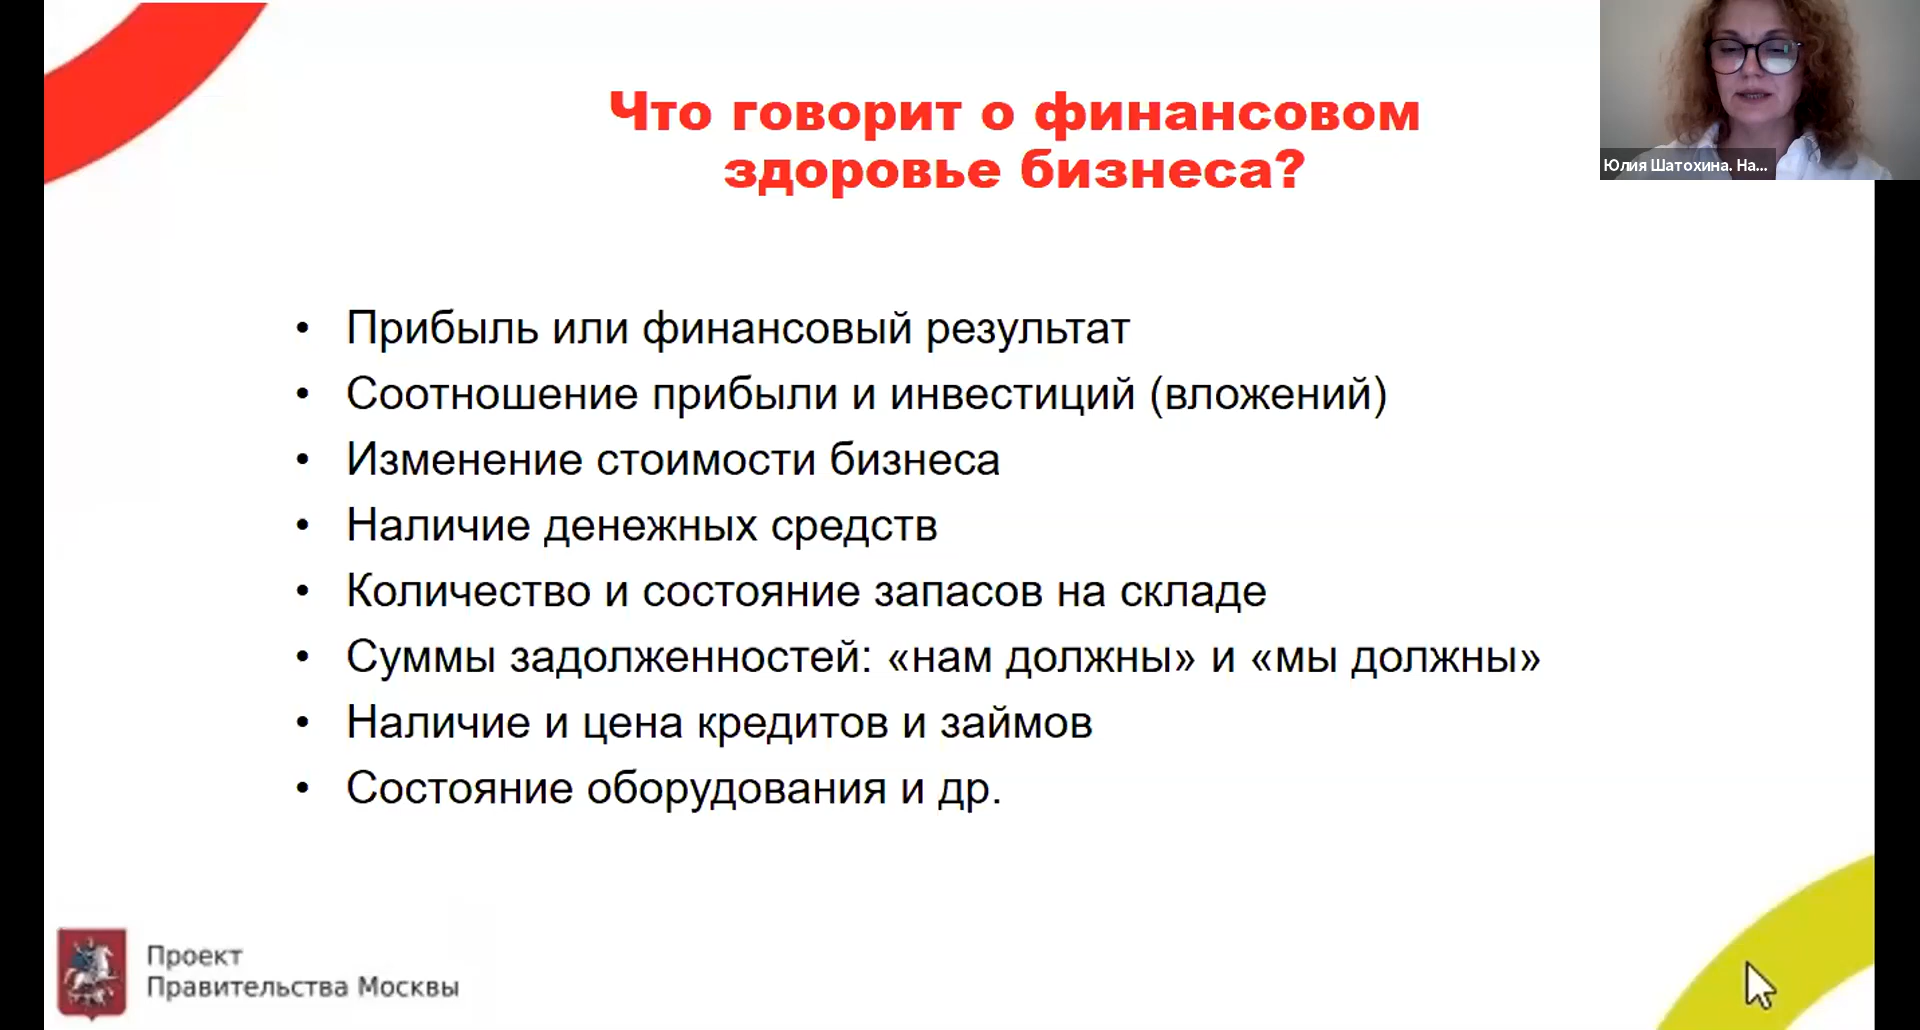 Что говорит о финансовом
здоровье бизнеса?
Юлия Шатохина. На...
• Прибыль или финансовый результат
• Соотношение прибыли и инвестиций (вложений)
• Изменение стоимости бизнеса
• Наличие денежных средств
• Количество и состояние запасов на складе
• Суммы задолженностей: «нам должны» и «мы должны»
• Наличие и цена кредитов и займов
• Состояние оборудования и др.
Проект
Правительства Москвы